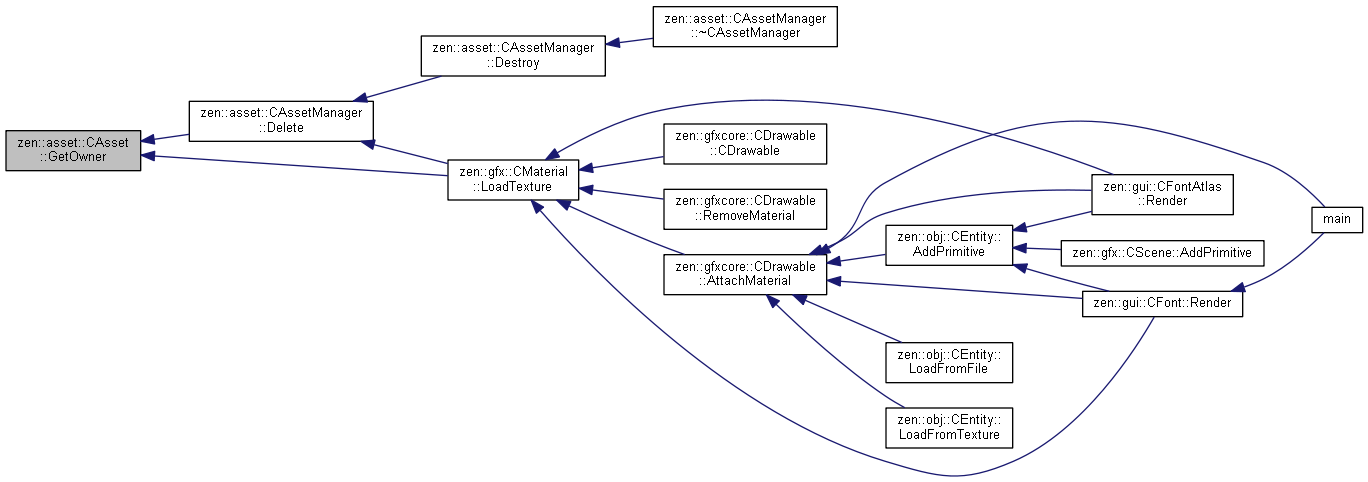 zen::asset::CAssetManager
::~CAssetManager
zen::asset::CAssetManager
::Destroy
zen::asset::CAssetManager
::Delete
zen::asset::CAsset
::GetOwner
zen::gfx::CMaterial
::LoadTexture
zen::gfxcore::CDrawable
::CDrawable
zen::gfxcore::CDrawable
::RemoveMaterial
zen::gfxcore::CDrawable
::AttachMaterial
zen::gui::CFontAtlas
::Render
main
zen::obj::CEntity::
AddPrimitive
zen::gfx::CScene::AddPrimitive
zen::gui::CFont::Render
zen::obj::CEntity::
LoadFromFile
zen::obj::CEntity::
LoadFromTexture